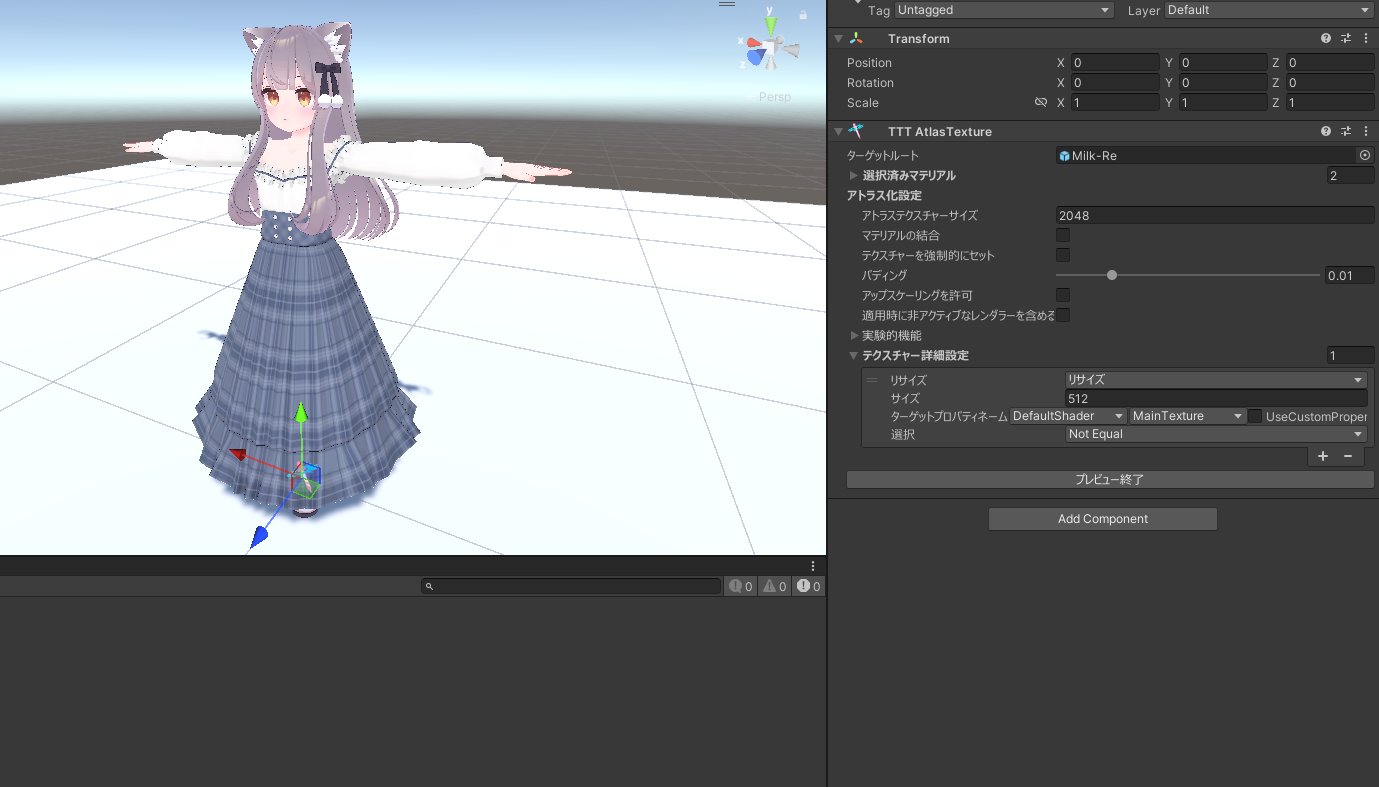 y
x
z
Persp
0 0 0
Tag Untagged Layer Default
Transform
Position X 0 Y 0 Z 0
Rotation X 0 Y 0 Z 0
Scale X 1 Y 1 Z 1
TTT AtlasTexture
ターゲットルート Milk-Re
選択済みマテリアル 2
アトラス化設定
アトラステクスチャーサイズ 2048
マテリアルの結合
テクスチャーを強制的にセット
パディング 0.01
アップスケーリングを許可
適用時に非アクティブなレンダラーを含める
実験的機能
テクスチャー詳細設定 1
リサイズ リサイズ
サイズ 512
ターゲットプロパティネーム DefaultShader MainTexture UseCustomProper
選択 Not Equal
+ −
プレビュー終了
Add Component